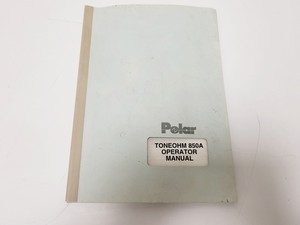 Polar
TONEOHM 850A
OPERATOR
MANUAL